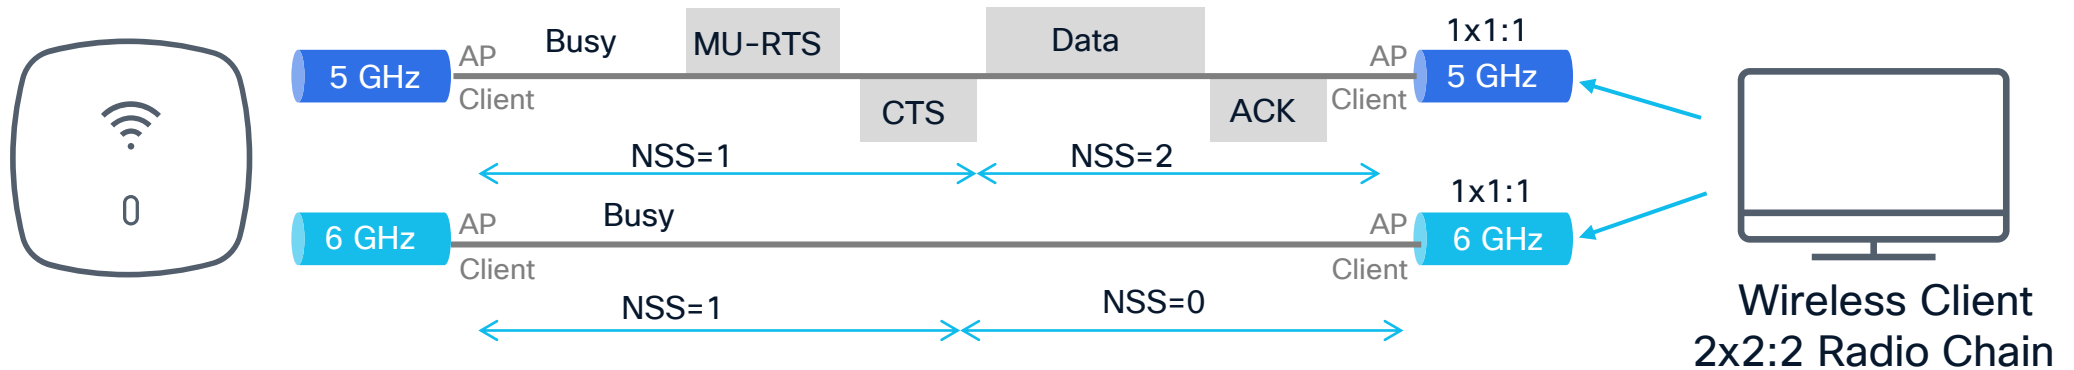 Busy
MU-RTS
Data
1x1:1
5 GHz
AP
AP
5 GHz
Client
CTS
ACK
Client
NSS=1
NSS=2
1x1:1
Busy
6 GHz
AP
AP
6 GHz
Client
Client
NSS=1
NSS=0
Wireless Client
2x2:2 Radio Chain